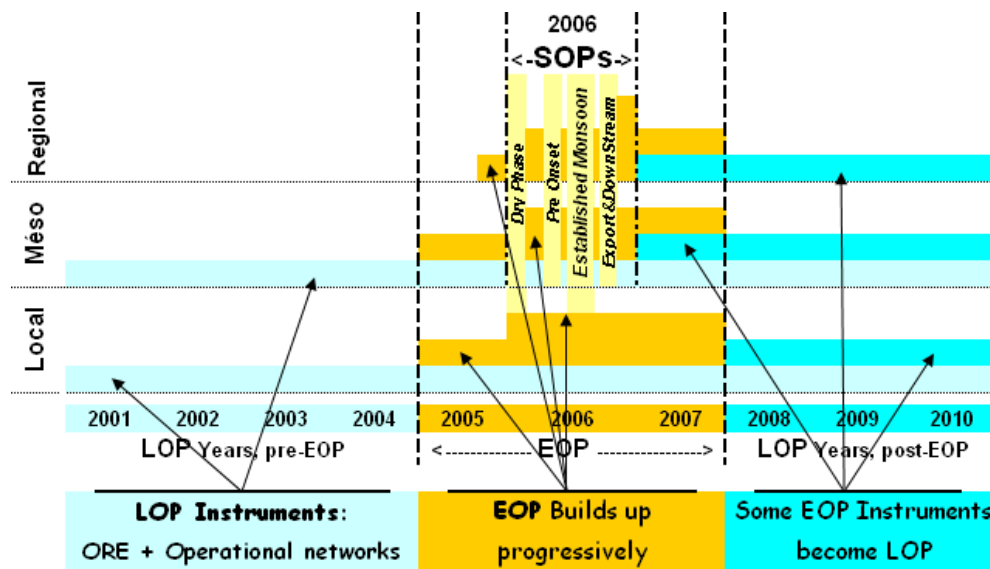 2006
<-SOPs->
Regional
Méso
Local
Dry Phase
Pre Onset
Established Monsoon
Export&DownStream
2001 2002 2003 2004 2005 2006 2007 2008 2009 2010
LOP Years, pre-EOP
<---------------EOP--------------->
LOP Years, post-EOP
LOP Instruments:
ORE + Operational networks
EOP Builds up
progressively
Some EOP Instruments
become LOP